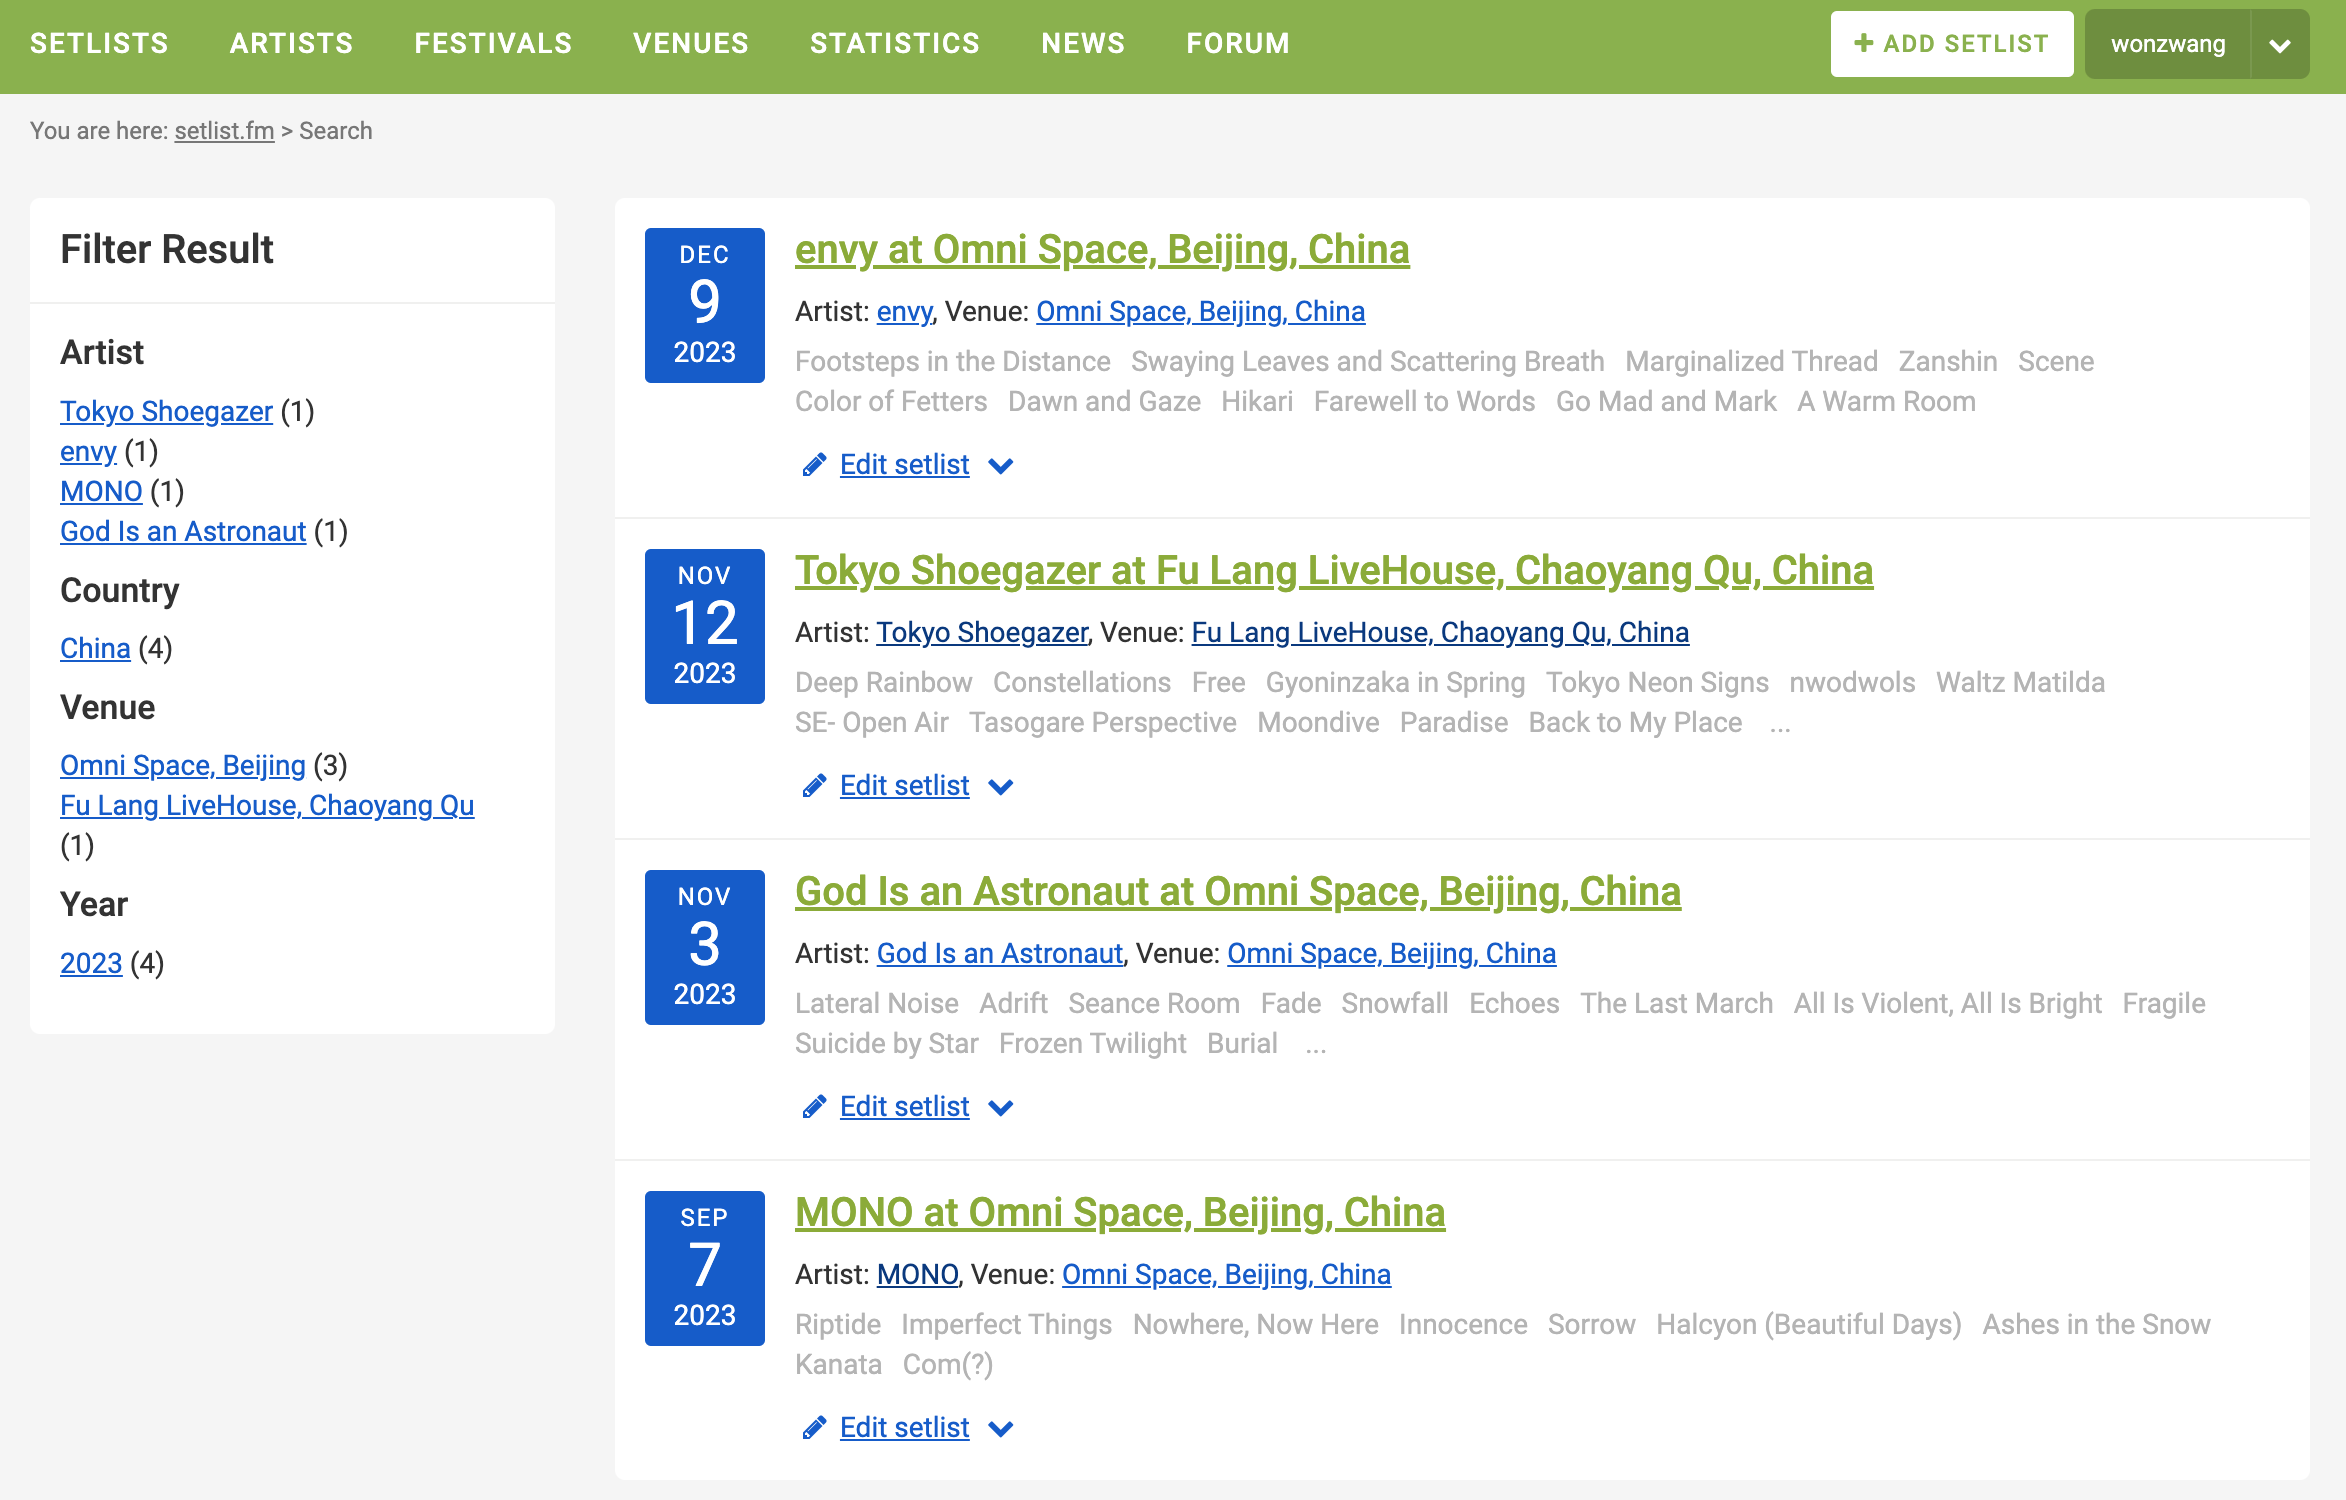 SETLISTS ARTISTS FESTIVALS VENUES STATISTICS NEWS FORUM + ADD SETLIST wonzwang
You are here: setlist.fm > Search
Filter Result
Artist
Tokyo Shoegazer (1)
envy (1)
MONO (1)
God Is an Astronaut (1)
Country
China (4)
Venue
Omni Space, Beijing (3)
Fu Lang LiveHouse, Chaoyang Qu
(1)
Year
2023 (4)
DEC
9
2023
envy at Omni Space, Beijing, China
Artist: envy, Venue: Omni Space, Beijing, China
Footsteps in the Distance Swaying Leaves and Scattering Breath Marginalized Thread Zanshin Scene
Color of Fetters Dawn and Gaze Hikari Farewell to Words Go Mad and Mark A Warm Room
Edit setlist
NOV
12
2023
Tokyo Shoegazer at Fu Lang LiveHouse, Chaoyang Qu, China
Artist: Tokyo Shoegazer, Venue: Fu Lang LiveHouse, Chaoyang Qu, China
Deep Rainbow Constellations Free Gyoninzaka in Spring Tokyo Neon Signs nwodwols Waltz Matilda
SE- Open Air Tasogare Perspective Moondive Paradise Back to My Place ...
Edit setlist
NOV
3
2023
God Is an Astronaut at Omni Space, Beijing, China
Artist: God Is an Astronaut, Venue: Omni Space, Beijing, China
Lateral Noise Adrift Seance Room Fade Snowfall Echoes The Last March All Is Violent, All Is Bright Fragile
Suicide by Star Frozen Twilight Burial ...
Edit setlist
SEP
7
2023
MONO at Omni Space, Beijing, China
Artist: MONO, Venue: Omni Space, Beijing, China
Riptide Imperfect Things Nowhere, Now Here Innocence Sorrow Halcyon (Beautiful Days) Ashes in the Snow
Kanata Com(?)
Edit setlist